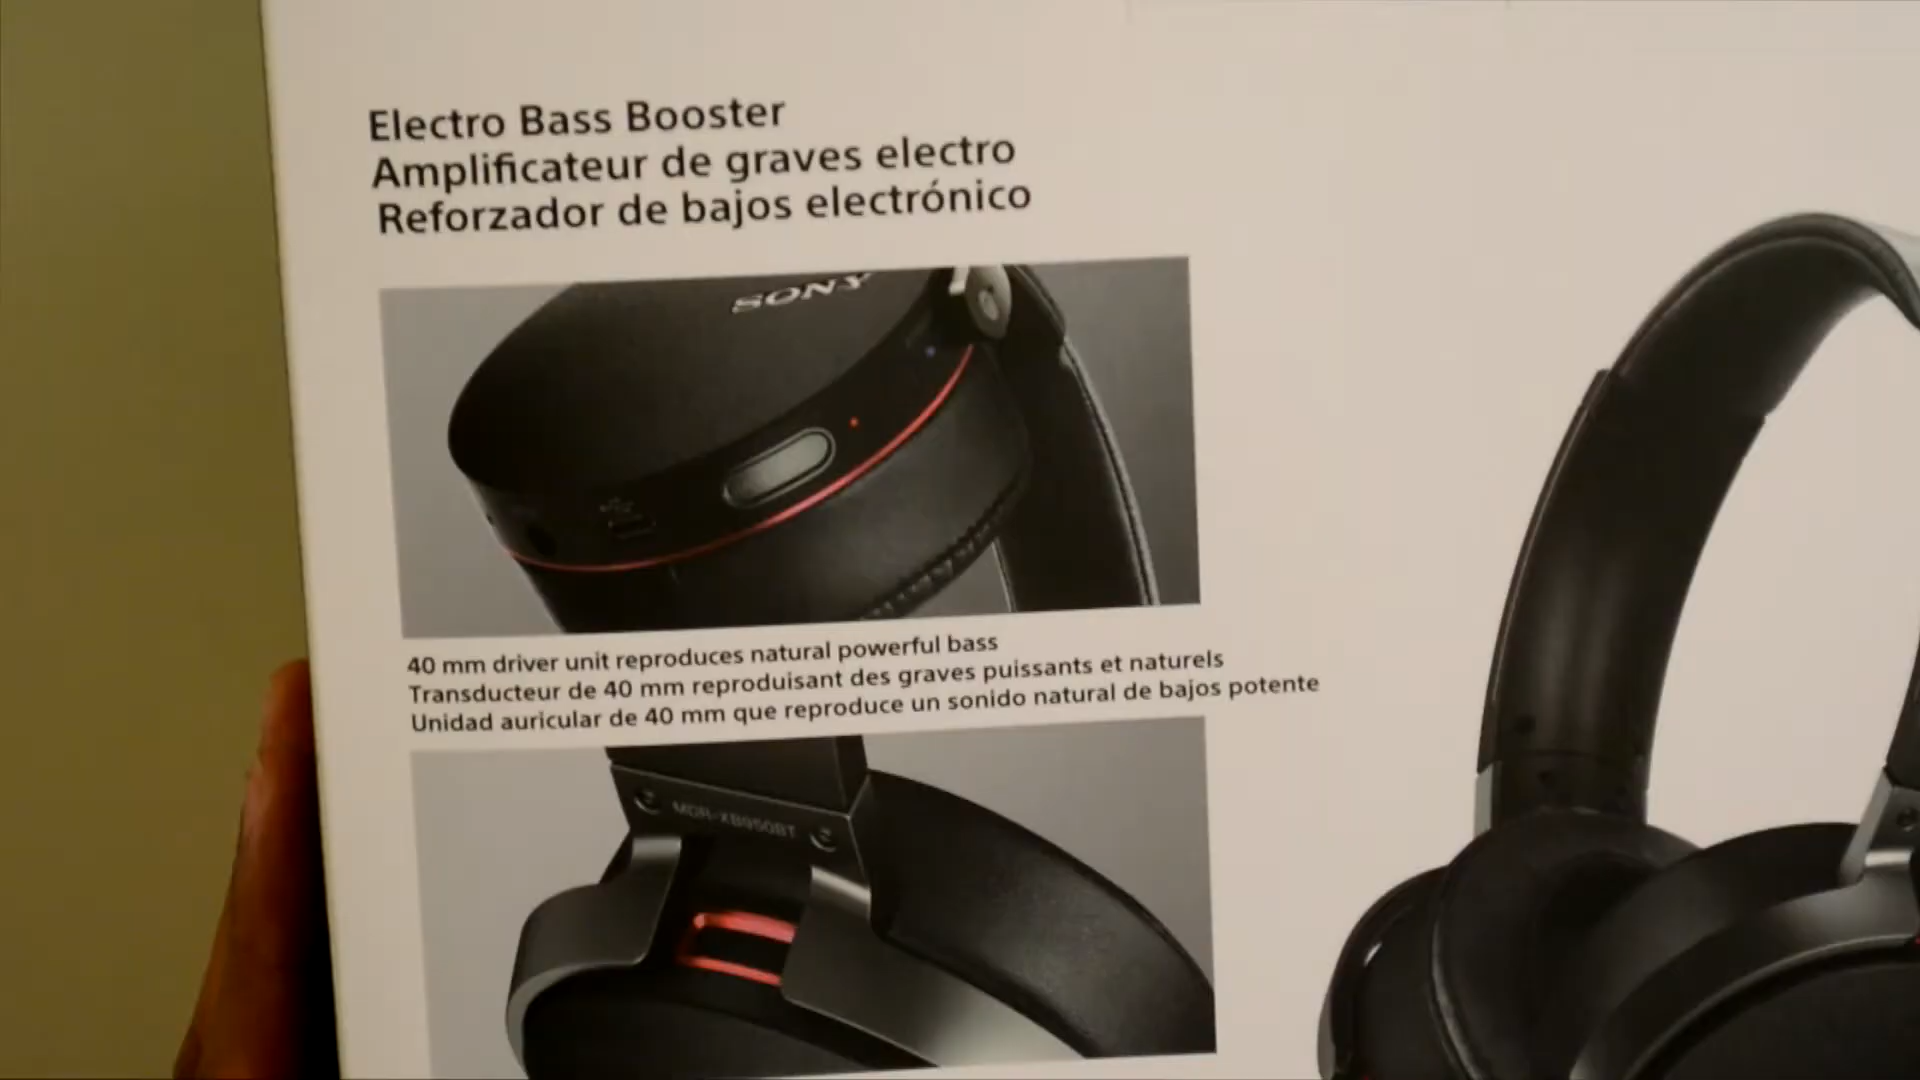 Electro Bass Booster
Amplificateur de graves electro
Reforzador de bajos electrónico
SONY
40 mm driver unit reproduces natural powerful bass
Transducteur de 40 mm reproduisant des graves puissants et naturels
Unidad auricular de 40 mm que reproduce un sonido natural de bajos potente
MDR-XB950BT